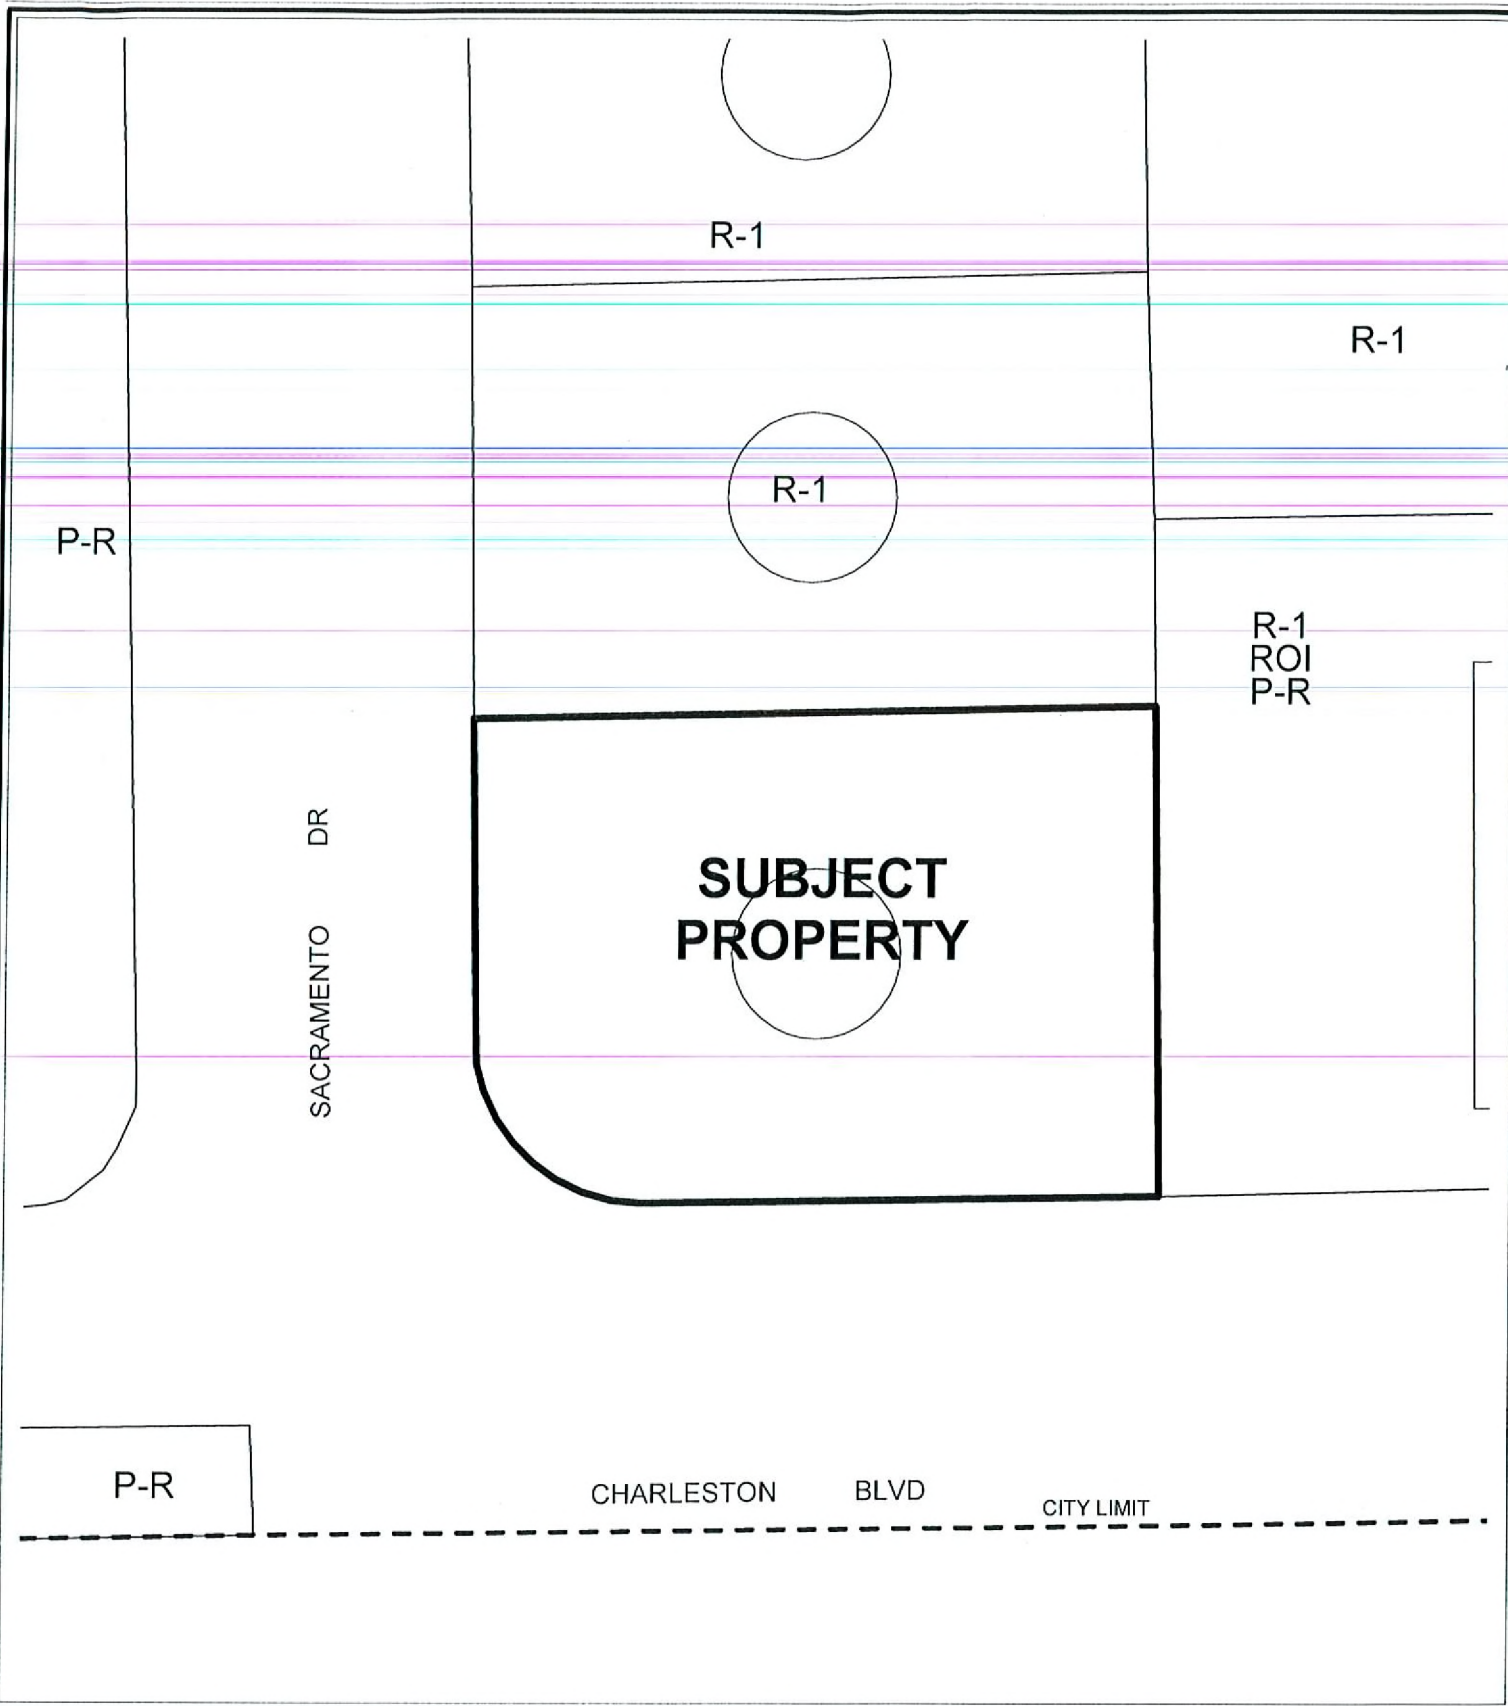 R-1
R-1
R-1
P-R
R-1
ROI
P-R
SACRAMENTO DR
SUBJECT
PROPERTY
P-R
CHARLESTON BLVD
CITY LIMIT